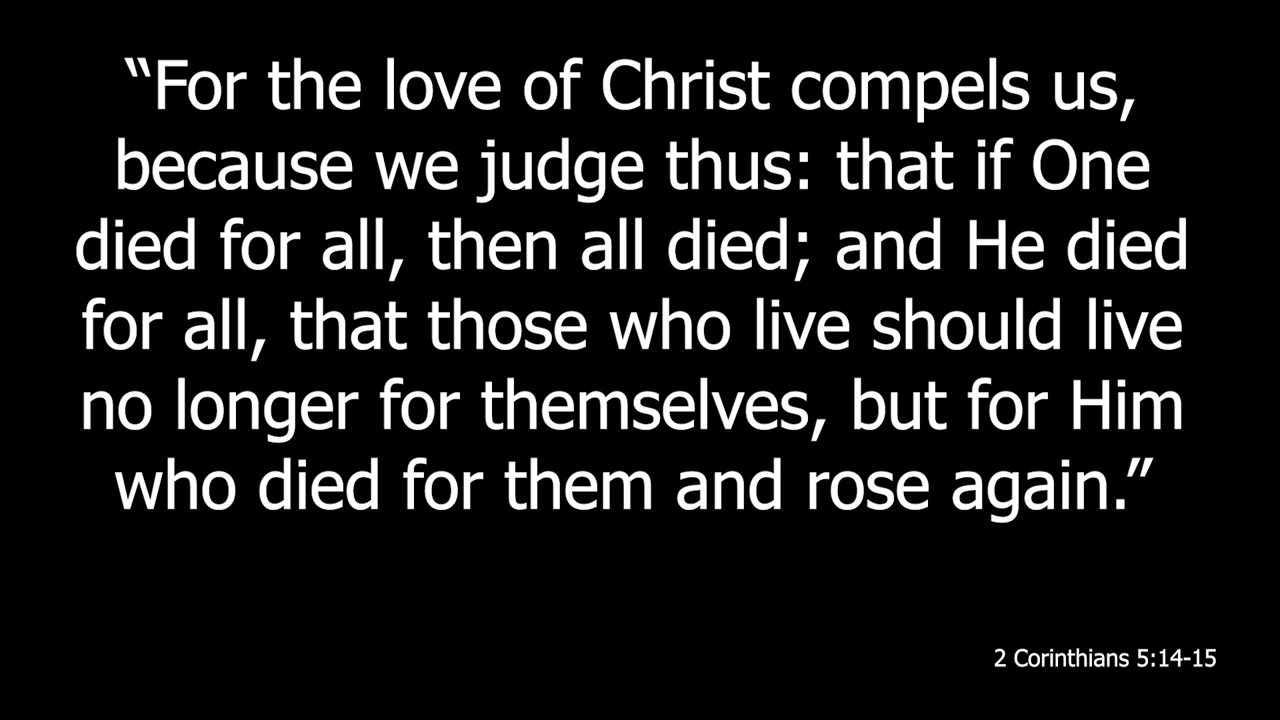 “For the love of Christ compels us,
because we judge thus: that if One
died for all, then all died; and He died
for all, that those who live should live
no longer for themselves, but for Him
who died for them and rose again.”
2 Corinthians 5:14-15